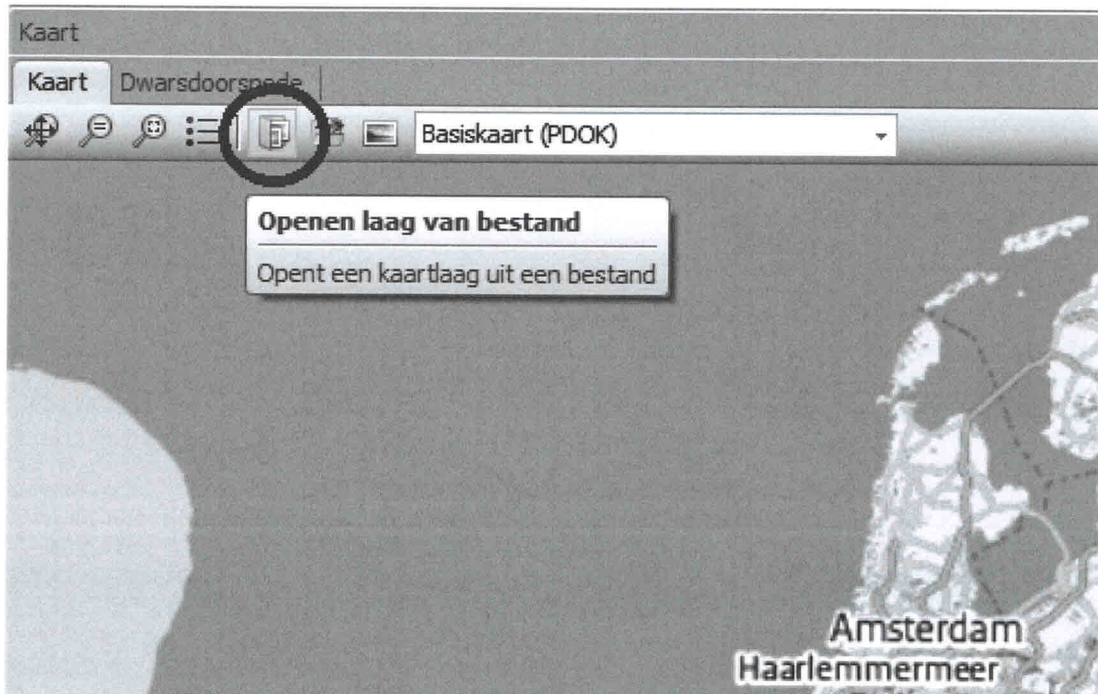 Kaart
Kaart Dwarsdoorsnede
Basiskaart (PDOK)
Openen laag van bestand
Opent een kaartlaag uit een bestand
Amsterdam
Haarlemmermeer